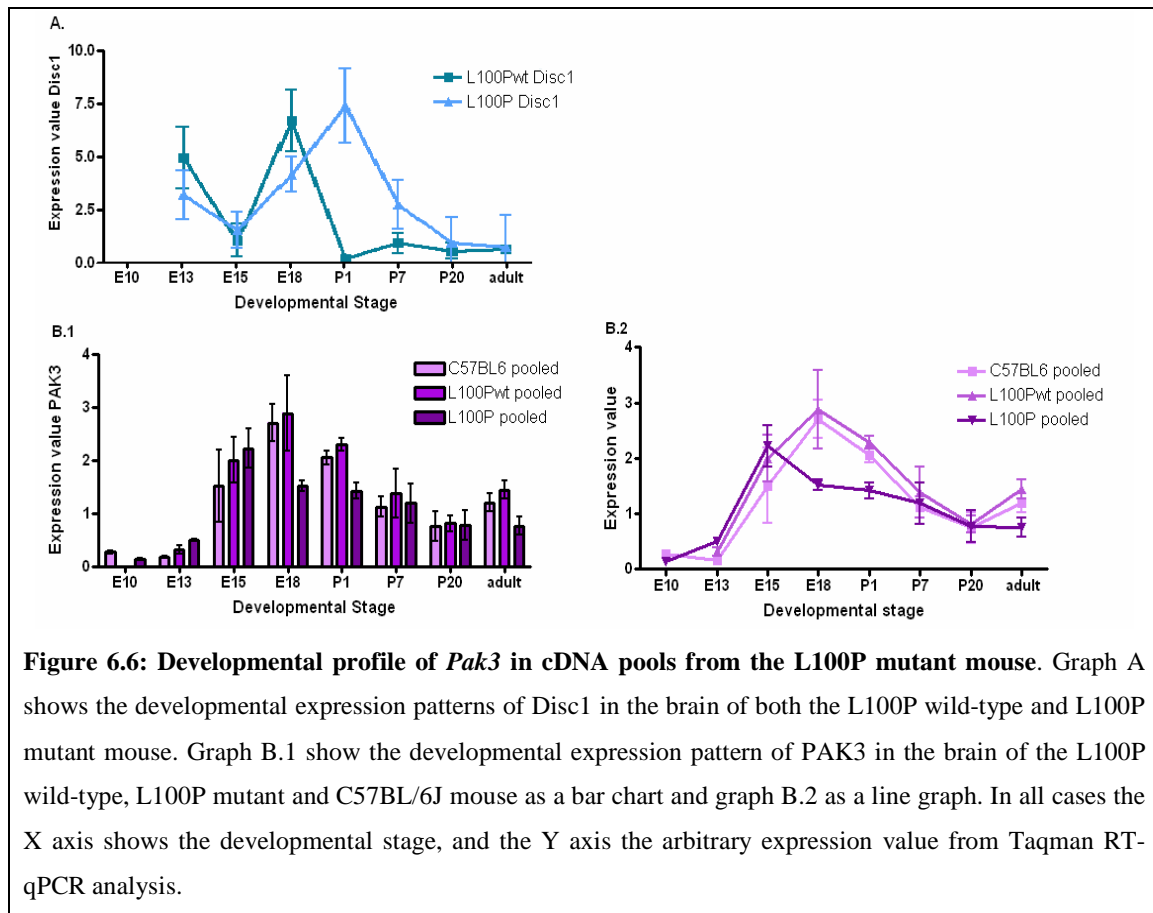 A.
10.0
7.5
5.0
2.5
0.0
Expression value Disc1
L100Pwt Disc1
L100P Disc1
E10 E13 E15 E18 P1 P7 P20 adult
Developmental Stage
B.1
4
3
2
1
0
Expression value PAK3
C57BL6 pooled
L100Pwt pooled
L100P pooled
E10 E13 E15 E18 P1 P7 P20 adult
Developmental Stage
B.2
4
3
2
1
0
Expression value
C57BL6 pooled
L100Pwt pooled
L100P pooled
E10 E13 E15 E18 P1 P7 P20 adult
Developmental stage
Figure 6.6: Developmental profile of Pak3 in cDNA pools from the L100P mutant mouse. Graph A
shows the developmental expression patterns of Disc1 in the brain of both the L100P wild-type and L100P
mutant mouse. Graph B.1 show the developmental expression pattern of PAK3 in the brain of the L100P
wild-type, L100P mutant and C57BL/6J mouse as a bar chart and graph B.2 as a line graph. In all cases the
X axis shows the developmental stage, and the Y axis the arbitrary expression value from Taqman RT-
qPCR analysis.